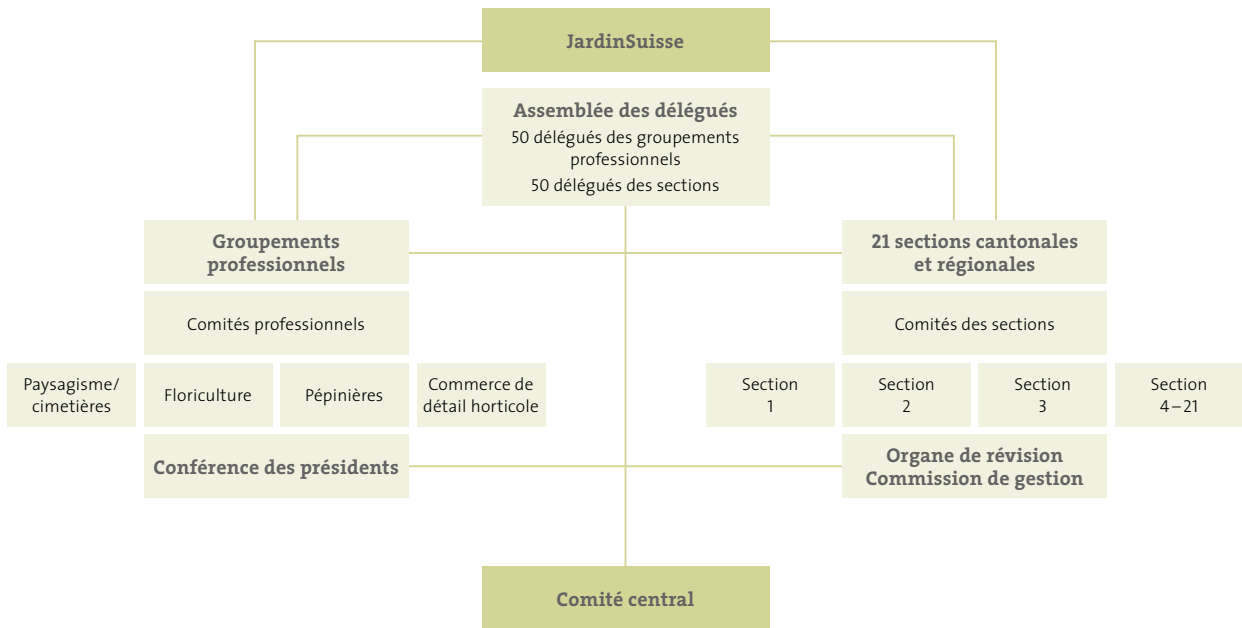 JardinSuisse
Assemblée des délégués
50 délégués des groupements
professionnels
50 délégués des sections
Groupements
professionnels
21 sections cantonales
et régionales
Comités professionnels
Comités des sections
Paysagisme/
cimetières
Floriculture
Pépinières
Commerce de
détail horticole
Section
1
Section
2
Section
3
Section
4–21
Conférence des présidents
Organe de révision
Commission de gestion
Comité central